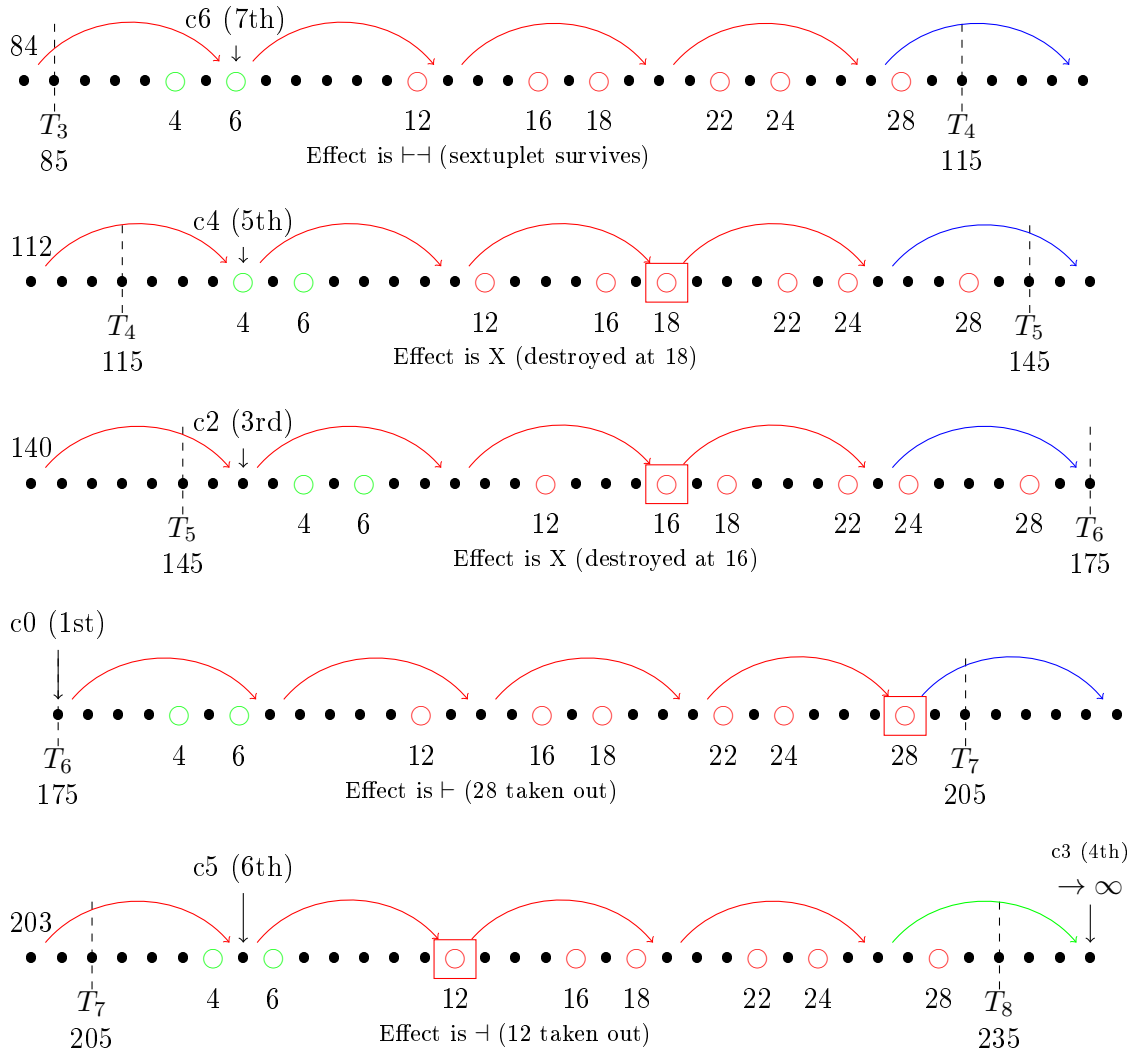 c6 (7th)
84
T3 4 6 12 16 18 22 24 28 T4
85 115
Effect is ⊢⊣ (sextuplet survives)
c4 (5th)
112
4 6 12 16 18 22 24 28
T4 T5
115 145
Effect is X (destroyed at 18)
c2 (3rd)
140
4 6 12 16 18 22 24 28
T5 T6
145 175
Effect is X (destroyed at 16)
c0 (1st)
T6 4 6 12 16 18 22 24 28 T7
175 205
Effect is ⊢ (28 taken out)
c5 (6th) c3 (4th)
→ ∞
203
T7 4 6 12 16 18 22 24 28 T8
205 235
Effect is ⊣ (12 taken out)